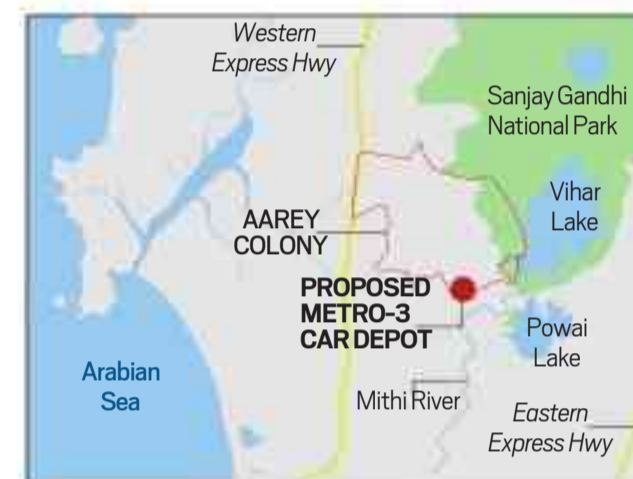 Western
Express Hwy
Sanjay Gandhi
National Park
Vihar
Lake
AAREY
COLONY
PROPOSED
METRO-3
CAR DEPOT
Powai
Lake
Arabian
Sea
Mithi River
Eastern
Express Hwy